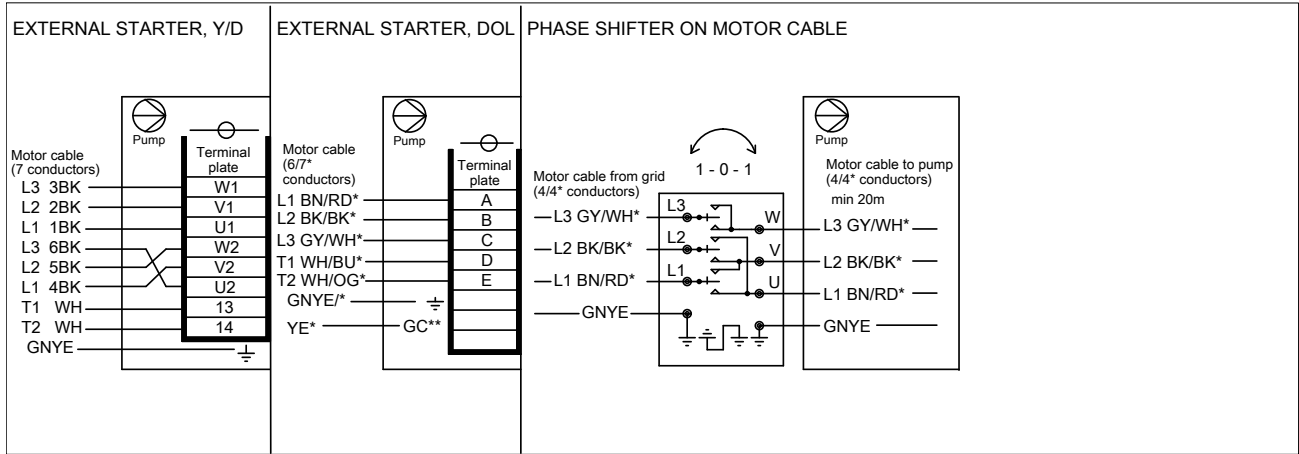 EXTERNAL STARTER, Y/D
Pump
Motor cable
(7 conductors)
Terminal
plate
L3 3BK W1
L2 2BK V1
L1 1BK U1
L3 6BK W2
L2 5BK V2
L1 4BK U2
T1 WH 13
T2 WH 14
GNYE
EXTERNAL STARTER, DOL
Pump
Motor cable
(6/7*
conductors)
Terminal
plate
L1 BN/RD* A
L2 BK/BK* B
L3 GY/WH* C
T1 WH/BU* D
T2 WH/OG* E
GNYE/*
YE* GC**
PHASE SHIFTER ON MOTOR CABLE
1 - 0 - 1
Motor cable from grid
(4/4* conductors)
L3 GY/WH* L3 W
L2 BK/BK* L2 V
L1 BN/RD* L1 U
GNYE
Pump
Motor cable to pump
(4/4* conductors)
min 20m
L3 GY/WH*
L2 BK/BK*
L1 BN/RD*
GNYE